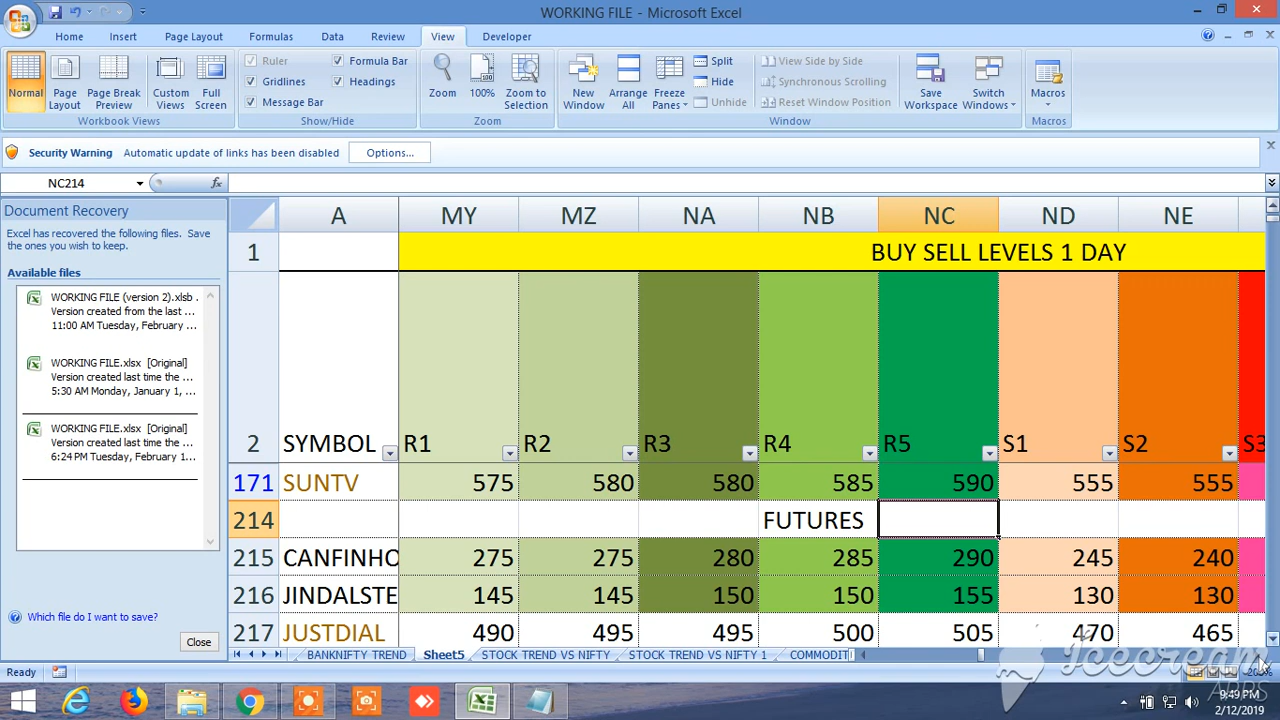 WORKING FILE - Microsoft Excel
Home Insert Page Layout Formulas Data Review View Developer
Normal
Page Layout
Page Break Preview
Custom Views
Full Screen
Workbook Views
Ruler
Gridlines
Message Bar
Formula Bar
Headings
Show/Hide
Zoom
100%
Zoom to Selection
Zoom
New Window
Arrange All
Freeze Panes
Split
Hide
Unhide
View Side by Side
Synchronous Scrolling
Reset Window Position
Save Workspace
Switch Windows
Window
Macros
Macros
Security Warning Automatic update of links has been disabled Options...
NC214 fx
Document Recovery
Excel has recovered the following files. Save
the ones you wish to keep.
Available files
WORKING FILE (version 2).xlsb .
Version created from the last ...
11:00 AM Tuesday, February ...
WORKING FILE.xlsx [Original]
Version created last time the ...
5:30 AM Monday, January 1, ...
WORKING FILE.xlsx [Original]
Version created last time the ...
6:24 PM Tuesday, February 1...
Which file do I want to save?
Close
A MY MZ NA NB NC ND NE
1 BUY SELL LEVELS 1 DAY
2 SYMBOL R1 R2 R3 R4 R5 S1 S2 S3
171 SUNTV 575 580 580 585 590 555 555
214 FUTURES
215 CANFINHO 275 275 280 285 290 245 240
216 JINDALSTE 145 145 150 150 155 130 130
217 JUSTDIAL 490 495 495 500 505 470 465
BANKNIFTY TREND Sheet5 STOCK TREND VS NIFTY STOCK TREND VS NIFTY 1 COMMODIT
Ready 200%
Icecream
APPS
9:49 PM
2/12/2019